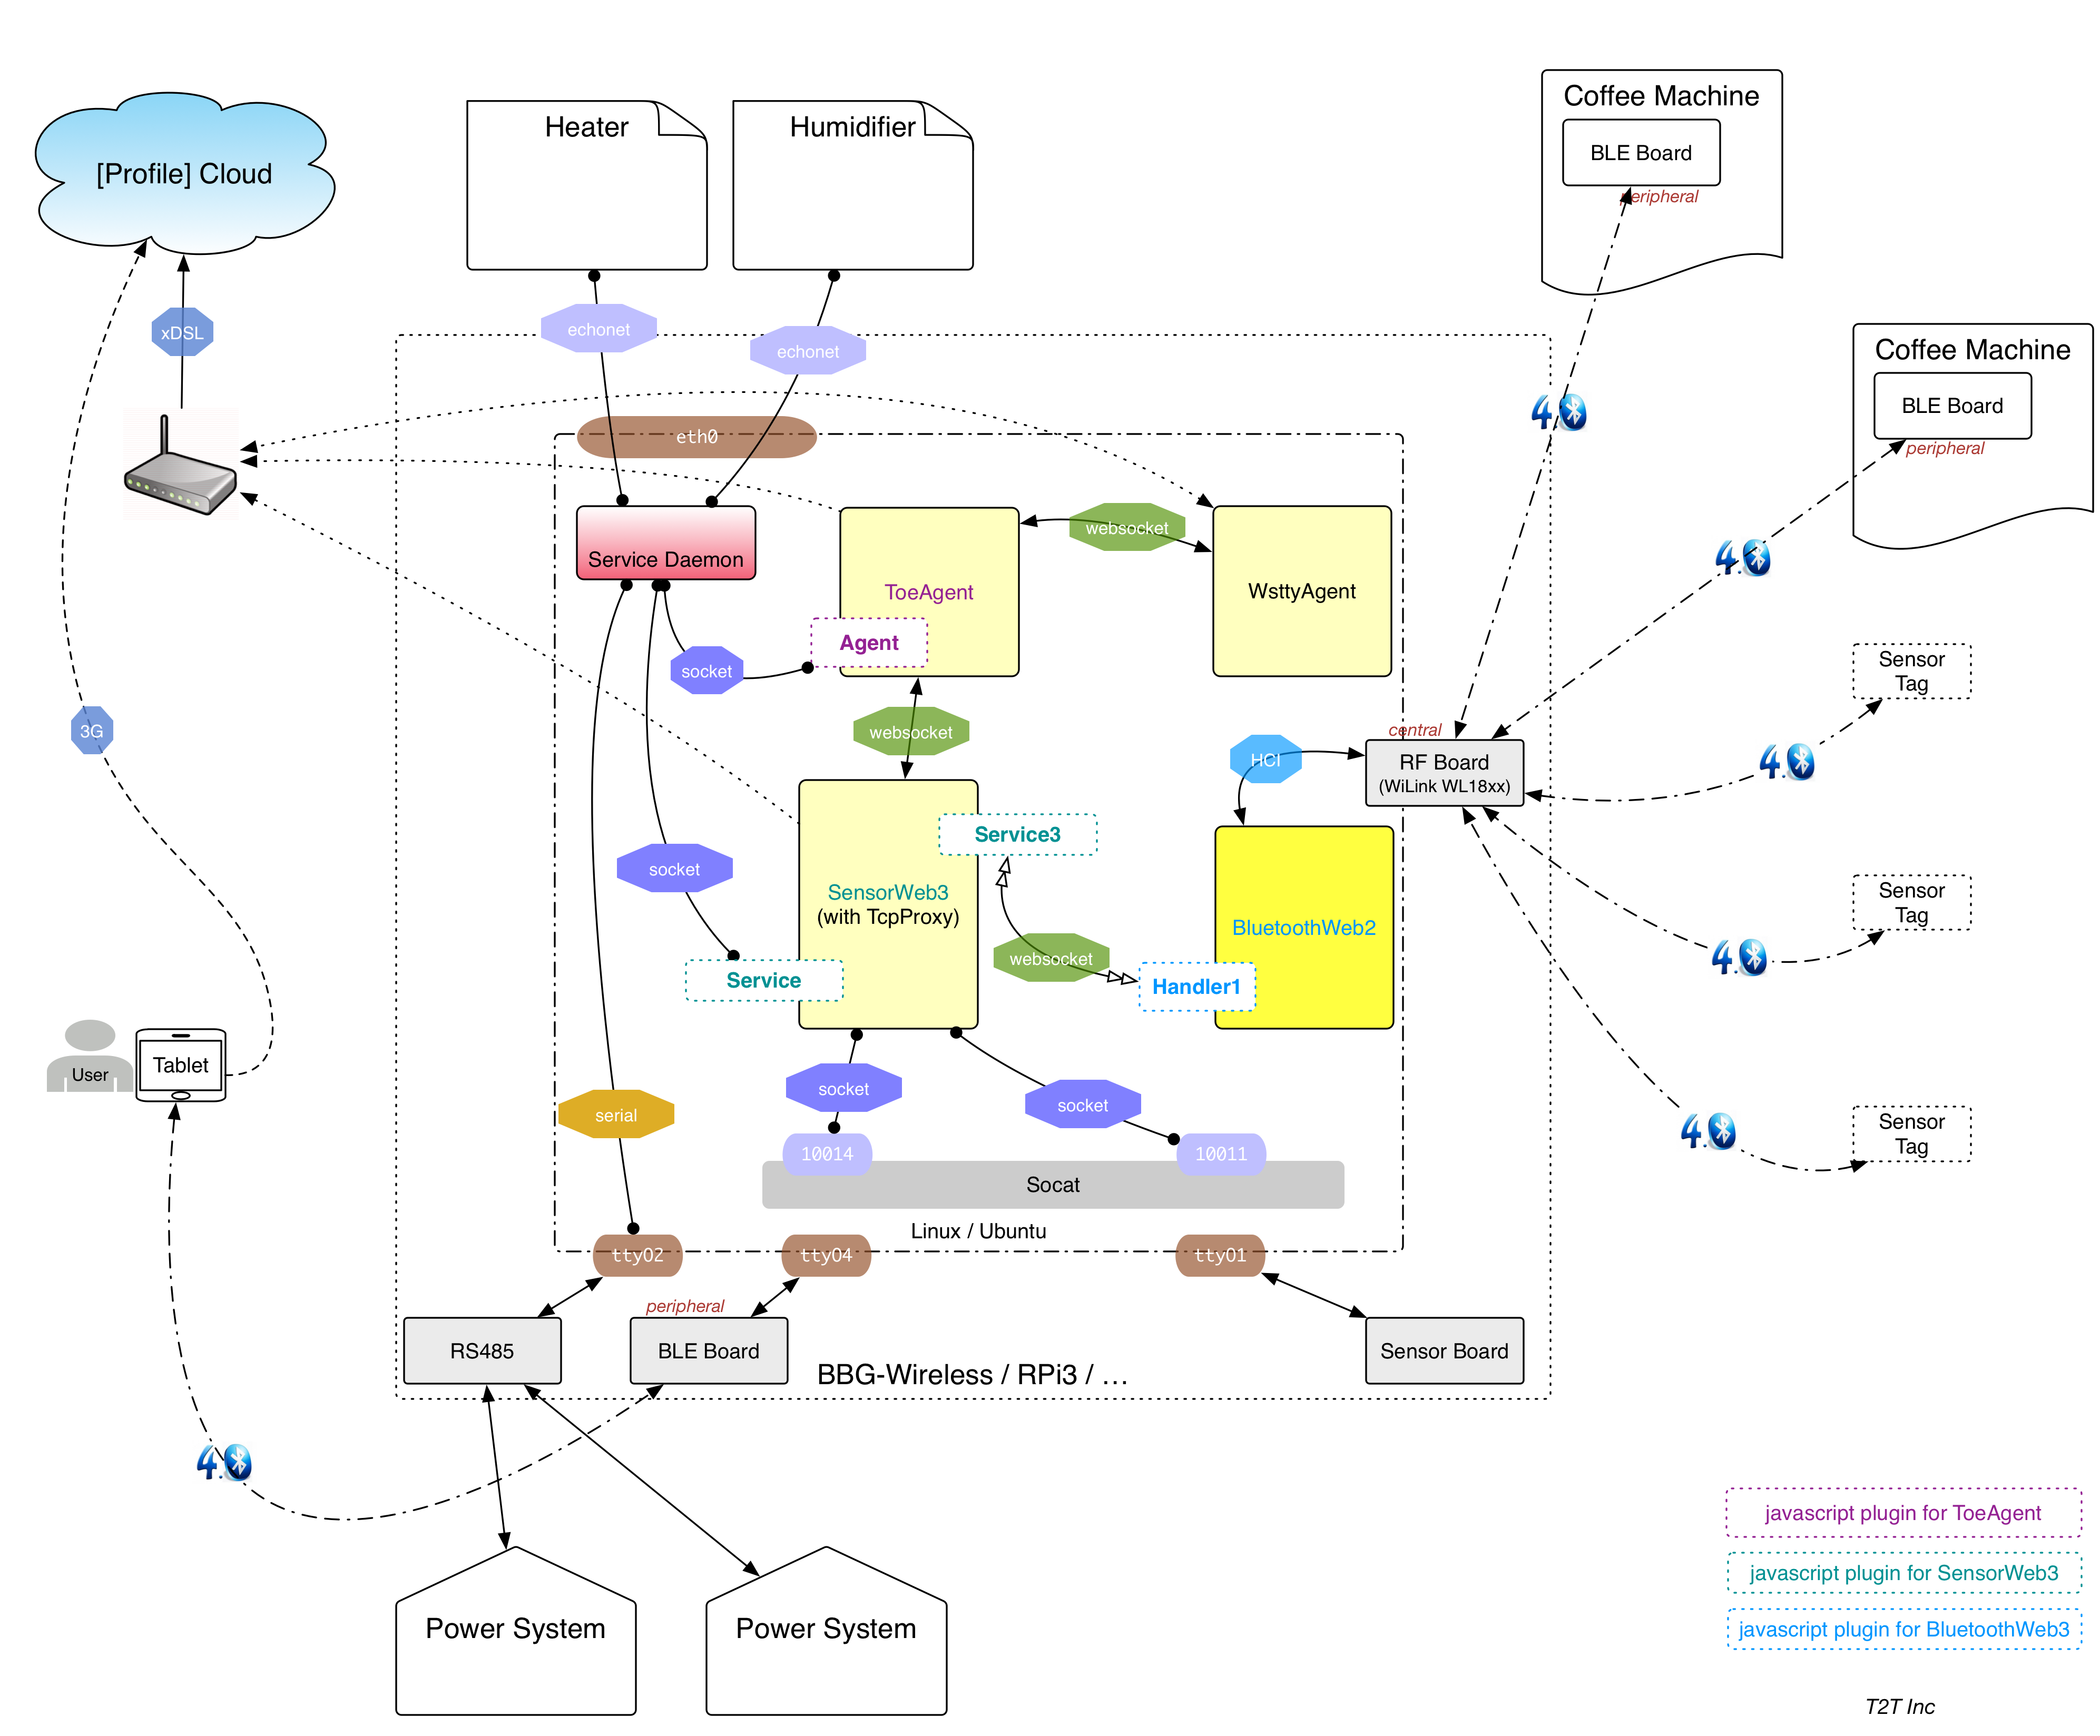 Coffee Machine
BLE Board
peripheral
Heater
Humidifier
[Profile] Cloud
xDSL
echonet
echonet
Coffee Machine
BLE Board
peripheral
4.0
eth0
4.0
websocket
Service Daemon
ToeAgent
WsttyAgent
Agent
socket
Sensor
Tag
3G
websocket
central
HCI
RF Board
(WiLink WL18xx)
4.0
Service3
socket
SensorWeb3
(with TcpProxy)
Sensor
Tag
BluetoothWeb2
websocket
4.0
Service
Handler1
User
Tablet
socket
socket
serial
4.0
Sensor
Tag
10014
10011
Socat
Linux / Ubuntu
tty02
tty04
tty01
peripheral
RS485
BLE Board
Sensor Board
BBG-Wireless / RPi3 / …
4.0
javascript plugin for ToeAgent
javascript plugin for SensorWeb3
javascript plugin for BluetoothWeb3
Power System
Power System
T2T Inc